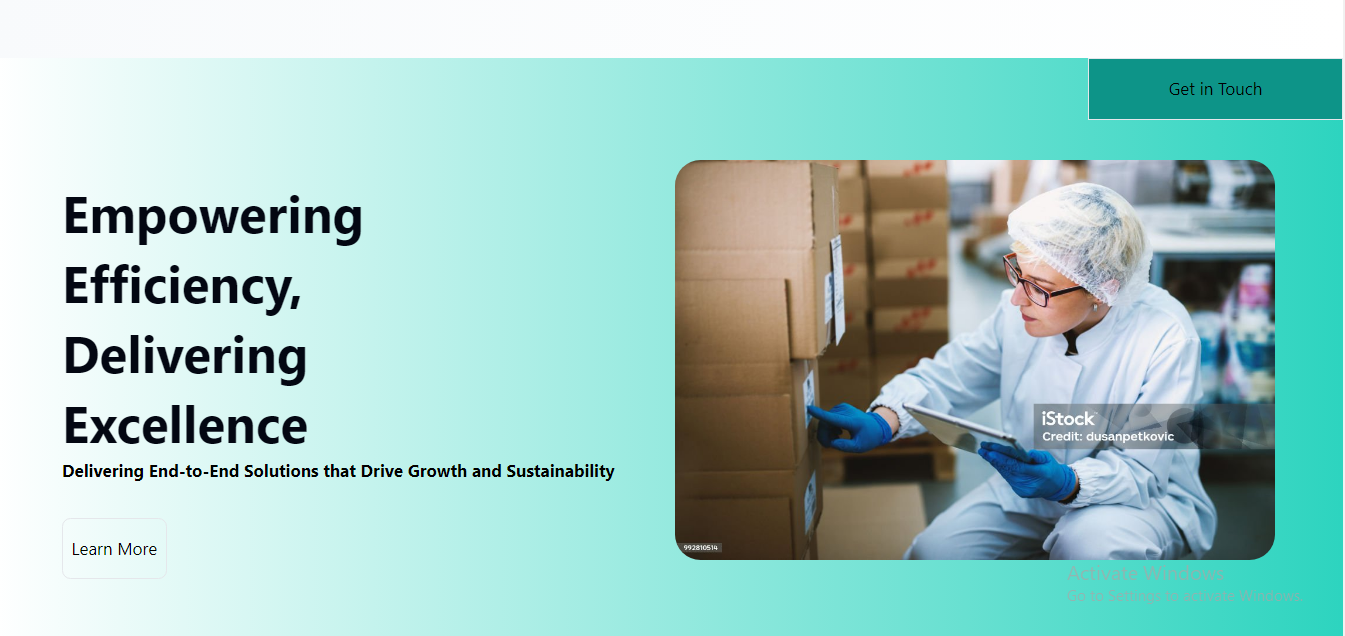 Get in Touch
Empowering
Efficiency,
Delivering
Excellence
Delivering End-to-End Solutions that Drive Growth and Sustainability
Learn More
iStock
Credit: dusanpetkovic
992810514
Activate Windows
Go to Settings to activate Windows.